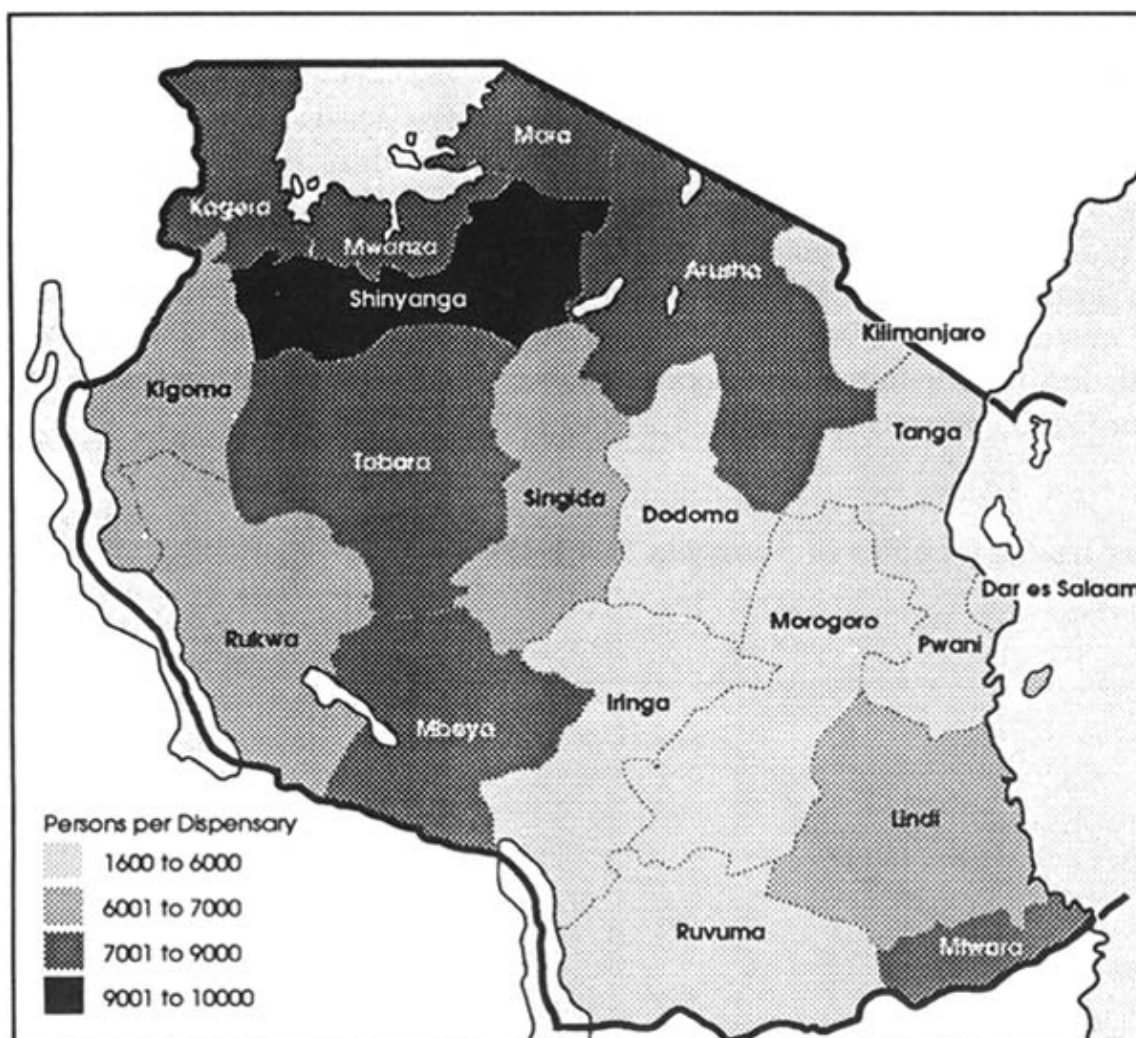 Mara
Kagera
Mwanza
Arusha
Shinyanga
Kilimanjaro
Kigoma
Tanga
Tabara
Singida
Dodoma
Dar es Salaam
Morogoro
Rukwa
Pwani
Iringa
Mbeya
Lindi
Ruvuma
Mtwara
Persons per Dispensary
1600 to 6000
6001 to 7000
7001 to 9000
9001 to 10000